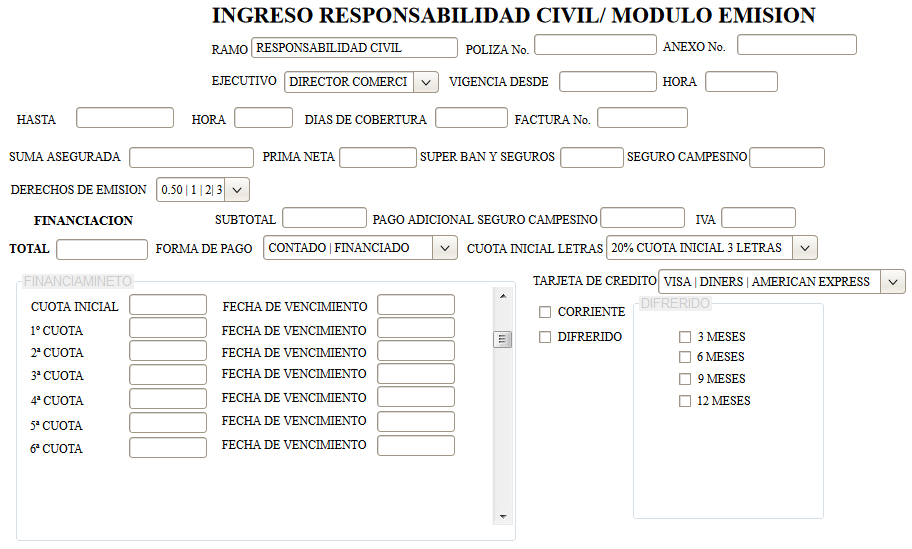 INGRESO RESPONSABILIDAD CIVIL/ MODULO EMISION
RAMO RESPONSABILIDAD CIVIL POLIZA No. ANEXO No.
EJECUTIVO DIRECTOR COMERCI VIGENCIA DESDE HORA
HASTA HORA DIAS DE COBERTURA FACTURA No.
SUMA ASEGURADA PRIMA NETA SUPER BAN Y SEGUROS SEGURO CAMPESINO
DERECHOS DE EMISION 0.50 | 1 | 2| 3
FINANCIACION SUBTOTAL PAGO ADICIONAL SEGURO CAMPESINO IVA
TOTAL FORMA DE PAGO CONTADO | FINANCIADO CUOTA INICIAL LETRAS 20% CUOTA INICIAL 3 LETRAS
FINANCIAMINETO TARJETA DE CREDITO VISA | DINERS | AMERICAN EXPRESS
DIFRERIDO
CUOTA INICIAL FECHA DE VENCIMIENTO CORRIENTE
1º CUOTA FECHA DE VENCIMIENTO DIFRERIDO 3 MESES
2ª CUOTA FECHA DE VENCIMIENTO 6 MESES
3ª CUOTA FECHA DE VENCIMIENTO 9 MESES
4ª CUOTA FECHA DE VENCIMIENTO 12 MESES
5ª CUOTA FECHA DE VENCIMIENTO
6ª CUOTA FECHA DE VENCIMIENTO